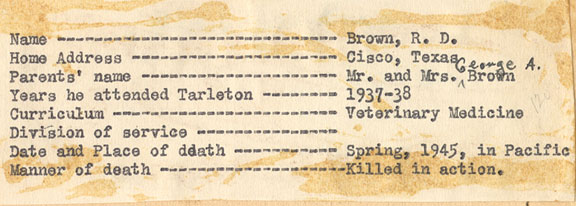 Name ------------------------- Brown, R. D.
Home Address ------------------ Cisco, Texas
Parents' name ----------------- Mr. and Mrs. George A. Brown
Years he attended Tarleton -------- 1937-38
Curriculum -------------------- Veterinary Medicine
Division of service --------------
Date and Place of ddath ---------- Spring, 1945, in Pacific
Manner of death ----------------Killed in action.